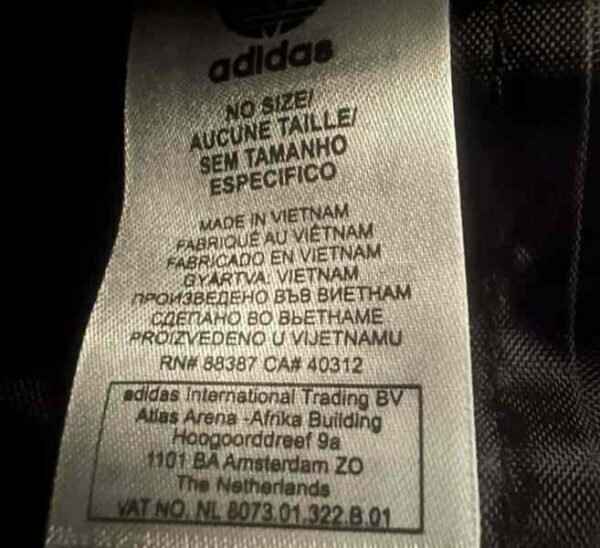 adidas
NO SIZE/
AUCUNE TAILLE/
SEM TAMANHO
ESPECIFICO
MADE IN VIETNAM
FABRIQUÉ AU VIÊTNAM
FABRICADO EN VIETNAM
GYÁRTVA: VIETNAM
ПРОИЗВЕДЕНО ВЪВ ВИЕТНАМ
СДЕЛАНО ВО ВЬЕТНАМЕ
PROIZVEDENO U VIJETNAMU
RN# 88387 CA# 40312
adidas International Trading BV
Atlas Arena -Afrika Building
Hoogoorddreef 9a
1101 BA Amsterdam ZO
The Netherlands
VAT NO. NL 8073.01.322.B.01